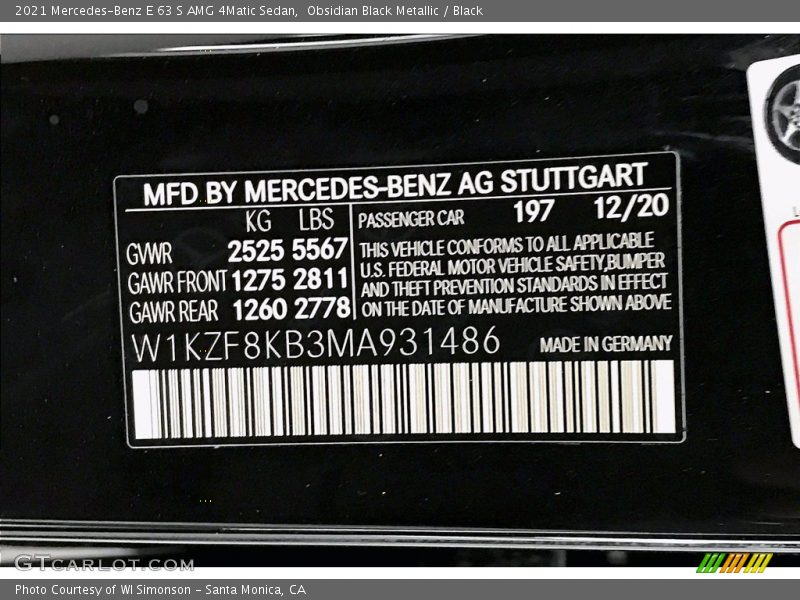 2021 Mercedes-Benz E 63 S AMG 4Matic Sedan, Obsidian Black Metallic / Black
MFD BY MERCEDES-BENZ AG STUTTGART
KG LBS PASSENGER CAR 197 12/20
GVWR 2525 5567
GAWR FRONT 1275 2811
GAWR REAR 1260 2778
THIS VEHICLE CONFORMS TO ALL APPLICABLE
U.S. FEDERAL MOTOR VEHICLE SAFETY,BUMPER
AND THEFT PREVENTION STANDARDS IN EFFECT
ON THE DATE OF MANUFACTURE SHOWN ABOVE
W1KZF8KB3MA931486 MADE IN GERMANY
GTCARLOT.COM
Photo Courtesy of WI Simonson - Santa Monica, CA